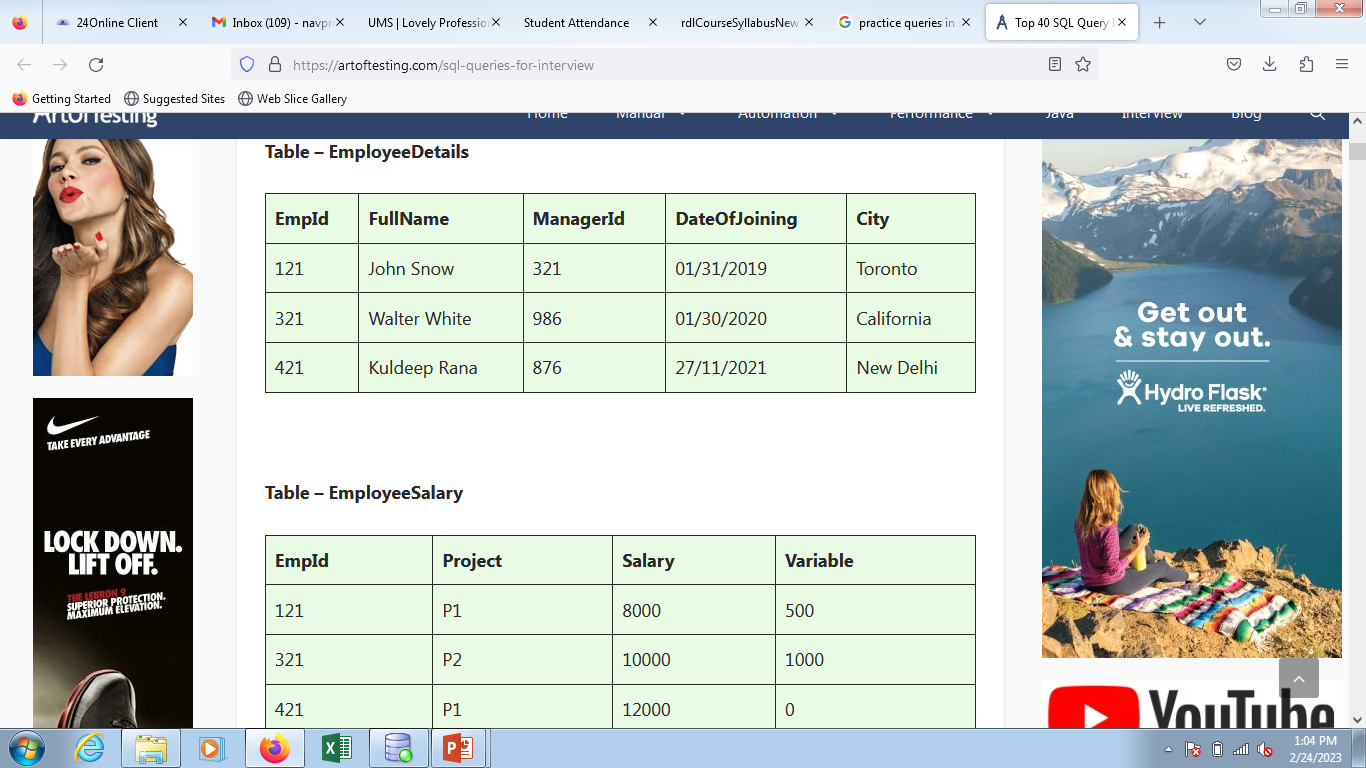 24Online Client
Inbox (109) - navpr
UMS | Lovely Professio
Student Attendance
rdlCourseSyllabusNew
practice queries in
Top 40 SQL Query
https://artoftesting.com/sql-queries-for-interview
Getting Started
Suggested Sites
Web Slice Gallery
ArtOfTesting
Home
Manual
Automation
Performance
Java
Interview
Blog
Table – EmployeeDetails
EmpId FullName ManagerId DateOfJoining City
121 John Snow 321 01/31/2019 Toronto
321 Walter White 986 01/30/2020 California
421 Kuldeep Rana 876 27/11/2021 New Delhi
Table – EmployeeSalary
EmpId Project Salary Variable
121 P1 8000 500
321 P2 10000 1000
421 P1 12000 0
TAKE EVERY ADVANTAGE
LOCK DOWN.
LIFT OFF.
THE LEBRON 9
SUPERIOR PROTECTION.
MAXIMUM ELEVATION.
Get out
& stay out.
Hydro Flask
LIVE REFRESHED.
YouTube
1:04 PM
2/24/2023